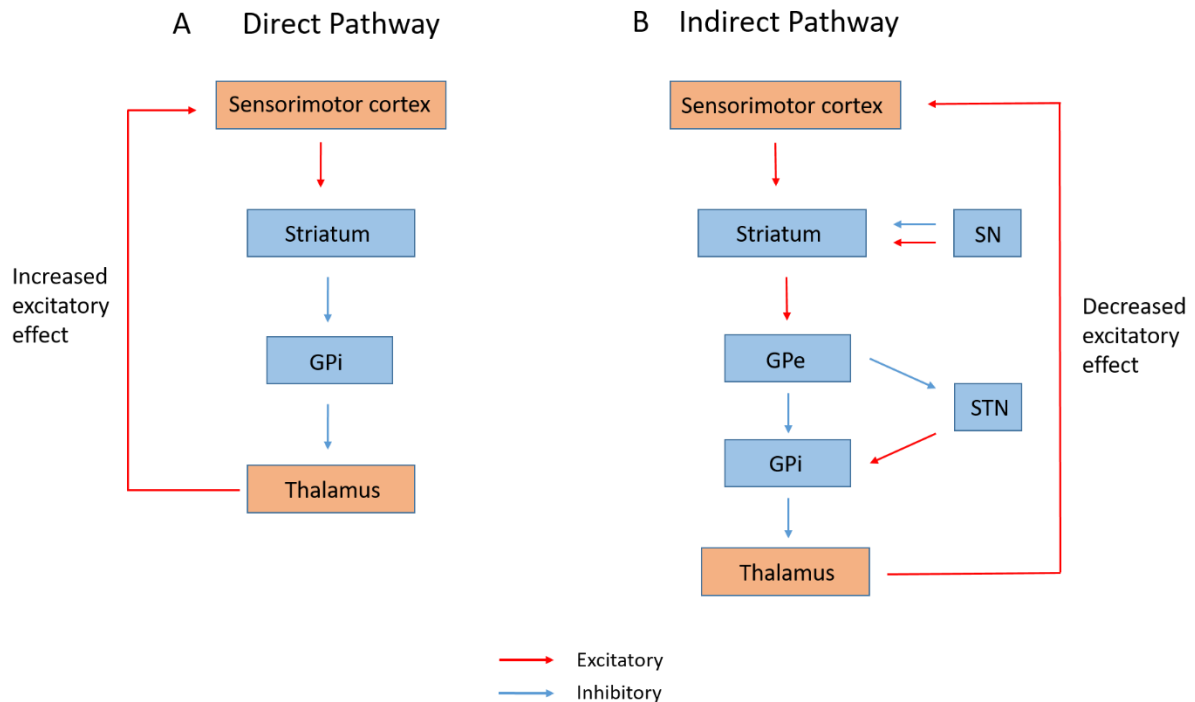 A Direct Pathway
Sensorimotor cortex
Striatum
GPi
Thalamus
Increased
excitatory
effect
B Indirect Pathway
Sensorimotor cortex
Striatum
SN
GPe
STN
GPi
Thalamus
Decreased
excitatory
effect
Excitatory
Inhibitory